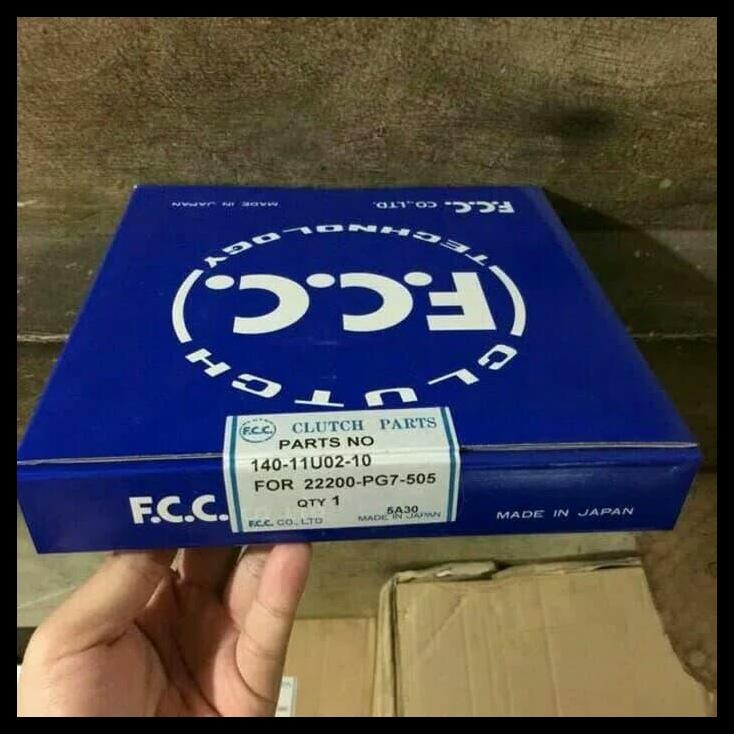 F.C.C. CO., LTD.
MADE IN JAPAN
TECHNOLOGY
F.C.C.
CLUTCH
F.C.C. CLUTCH PARTS
PARTS NO
140-11U02-10
FOR 22200-PG7-505
QTY 1
5A30
F.C.C. CO., LTD MADE IN JAPAN
F.C.C.
MADE IN JAPAN